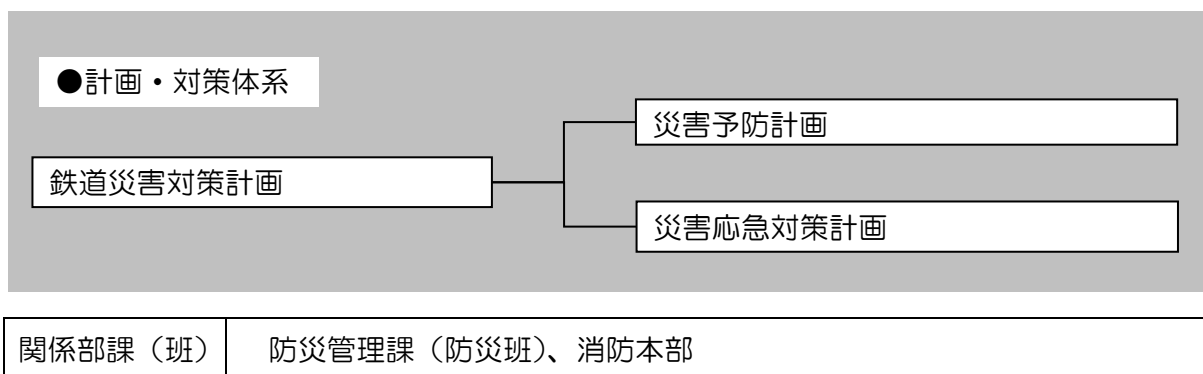 ●計画・対策体系
災害予防計画
鉄道災害対策計画
災害応急対策計画
関係部課（班） 防災管理課（防災班）、消防本部